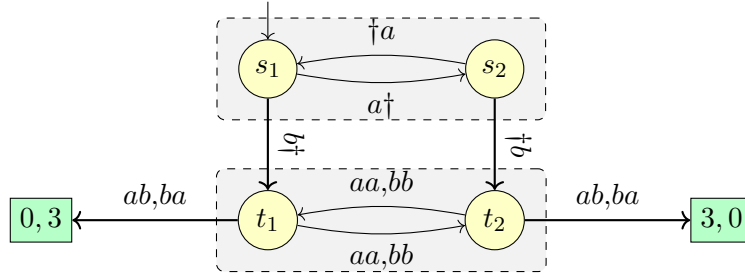 †a
s₁
s₂
a†
b†
†b
ab,ba
aa,bb
ab,ba
0, 3
t₁
t₂
3, 0
aa,bb